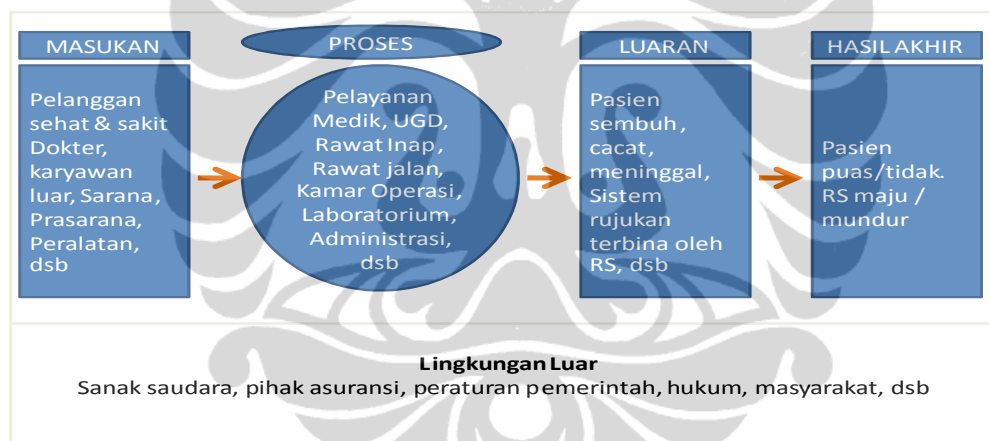 MASUKAN
Pelanggan
sehat & sakit
Dokter,
karyawan
luar, Sarana,
Prasarana,
Peralatan,
dsb
PROSES
Pelayanan
Medik, UGD,
Rawat Inap,
Rawat jalan,
Kamar Operasi,
Laboratorium,
Administrasi,
dsb
LUARAN
Pasien
sembuh,
cacat,
meninggal,
Sistem
rujukan
terbina oleh
RS, dsb
HASIL AKHIR
Pasien
puas/tidak.
RS maju /
mundur
Lingkungan Luar
Sanak saudara, pihak asuransi, peraturan pemerintah, hukum, masyarakat, dsb